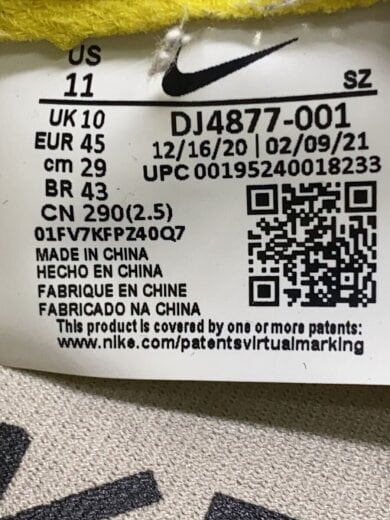 US
11
SZ
UK 10
DJ4877-001
EUR 45
12/16/20 | 02/09/21
cm 29
UPC 00195240018233
BR 43
CN 290(2.5)
01FV7KFPZ40Q7
MADE IN CHINA
HECHO EN CHINA
FABRIQUE EN CHINE
FABRICADO NA CHINA
This product is covered by one or more patents:
www.nike.com/patentsvirtualmarking